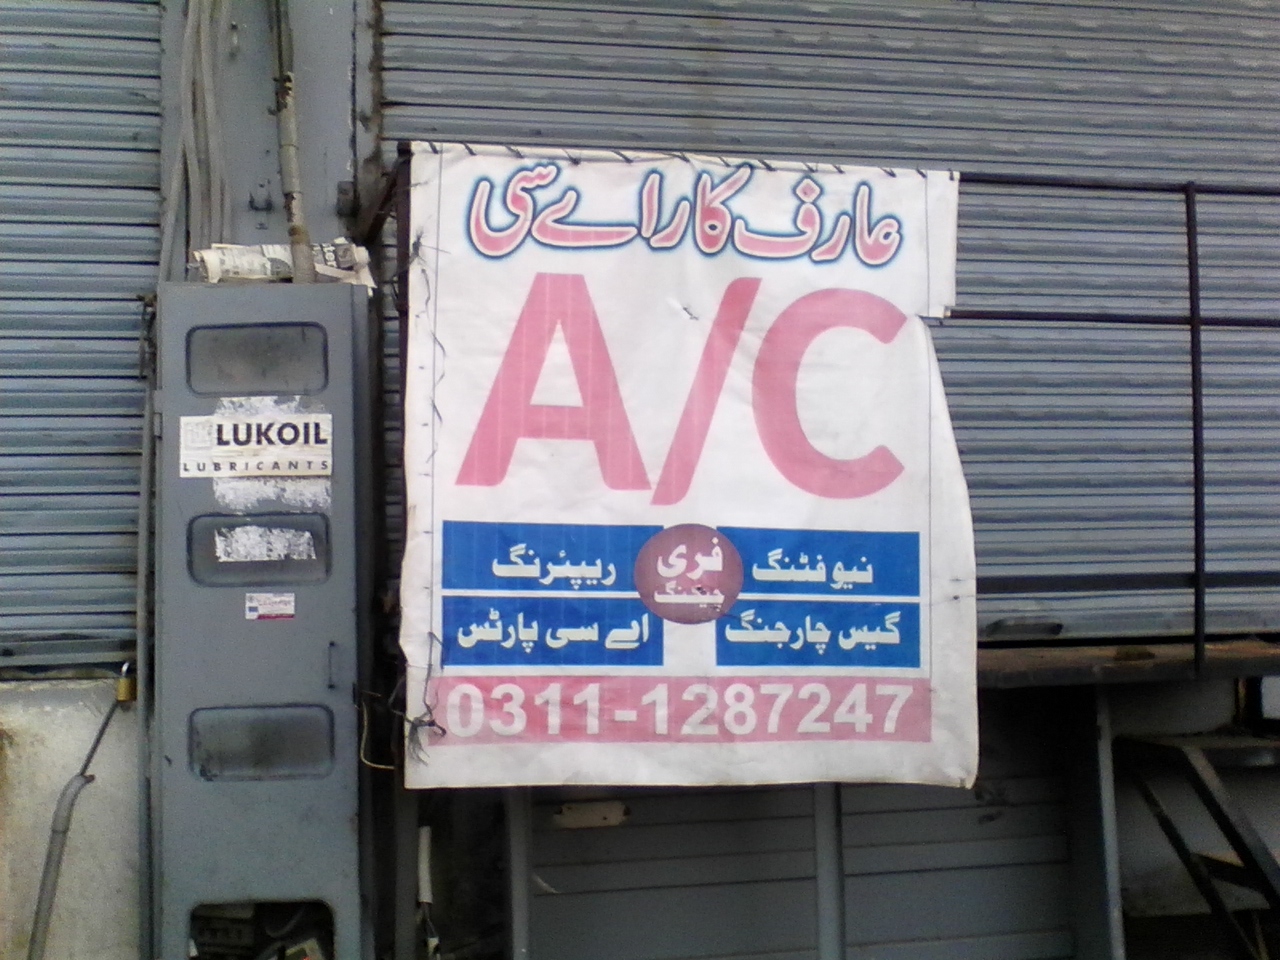 عارف کار اے سی
A/C
نیو فٹنگ
فری
چیکنگ
ریپئرنگ
گیس چارجنگ
اے سی پارٹس
0311-1287247
LUKOIL
LUBRICANTS